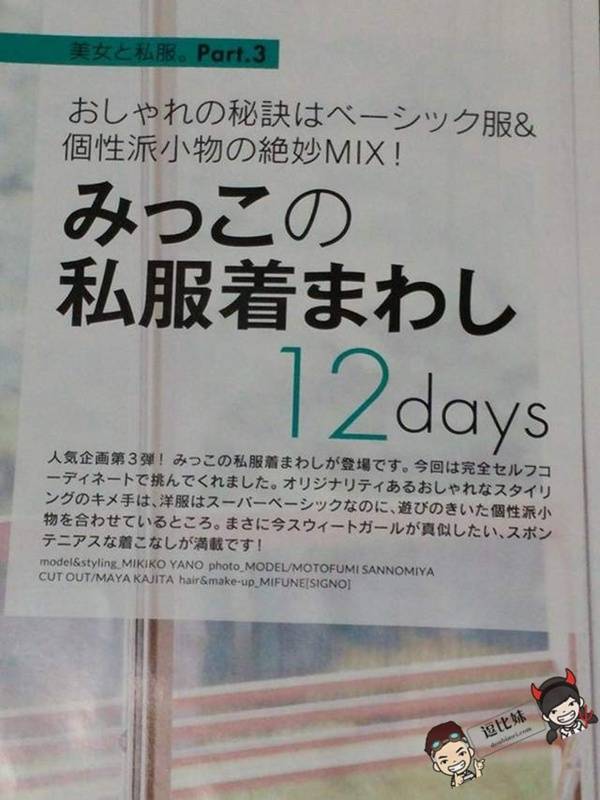 美女と私服。Part.3
おしゃれの秘訣はベーシック服&
個性派小物の絶妙MIX!
みっこの
私服着まわし
12days
人気企画第3弾! みっこの私服着まわしが登場です。今回は完全セルフコ
ーディネートで挑んでくれました。オリジナリティあるおしゃれなスタイリ
ングのキメ手は、洋服はスーパーベーシックなのに、遊びのきいた個性派小
物を合わせているところ。まさに今スウィートガールが真似したい、スポン
テニアスな着こなしが満載です!
model&styling_MIKIKO YANO photo_MODEL/MOTOFUMI SANNOMIYA
CUT OUT/MAYA KAJITA hair&make-up_MIFUNE[SIGNO]
逗比妹
doubimei.com